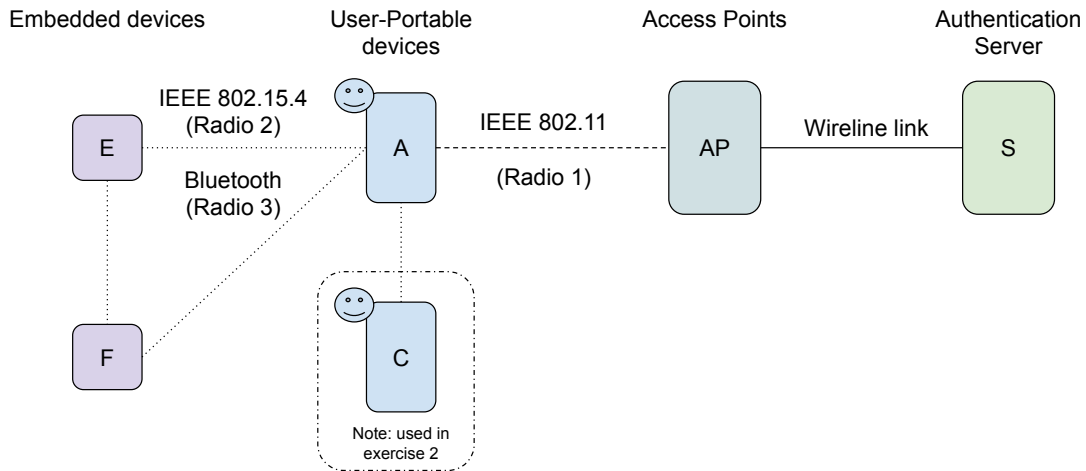 Embedded devices
User-Portable
devices
Access Points
Authentication
Server
IEEE 802.15.4
(Radio 2)
IEEE 802.11
(Radio 1)
Wireline link
E
A
AP
S
Bluetooth
(Radio 3)
F
C
Note: used in
exercise 2